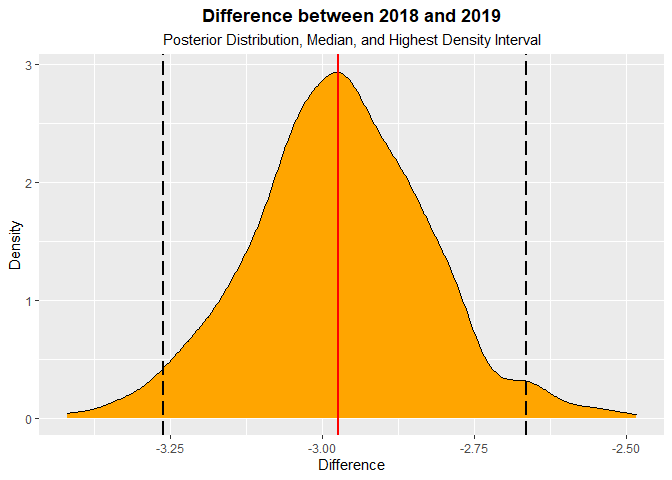 Difference between 2018 and 2019
Posterior Distribution, Median, and Highest Density Interval
3
2
1
0
Density
-3.25
-3.00
-2.75
-2.50
Difference